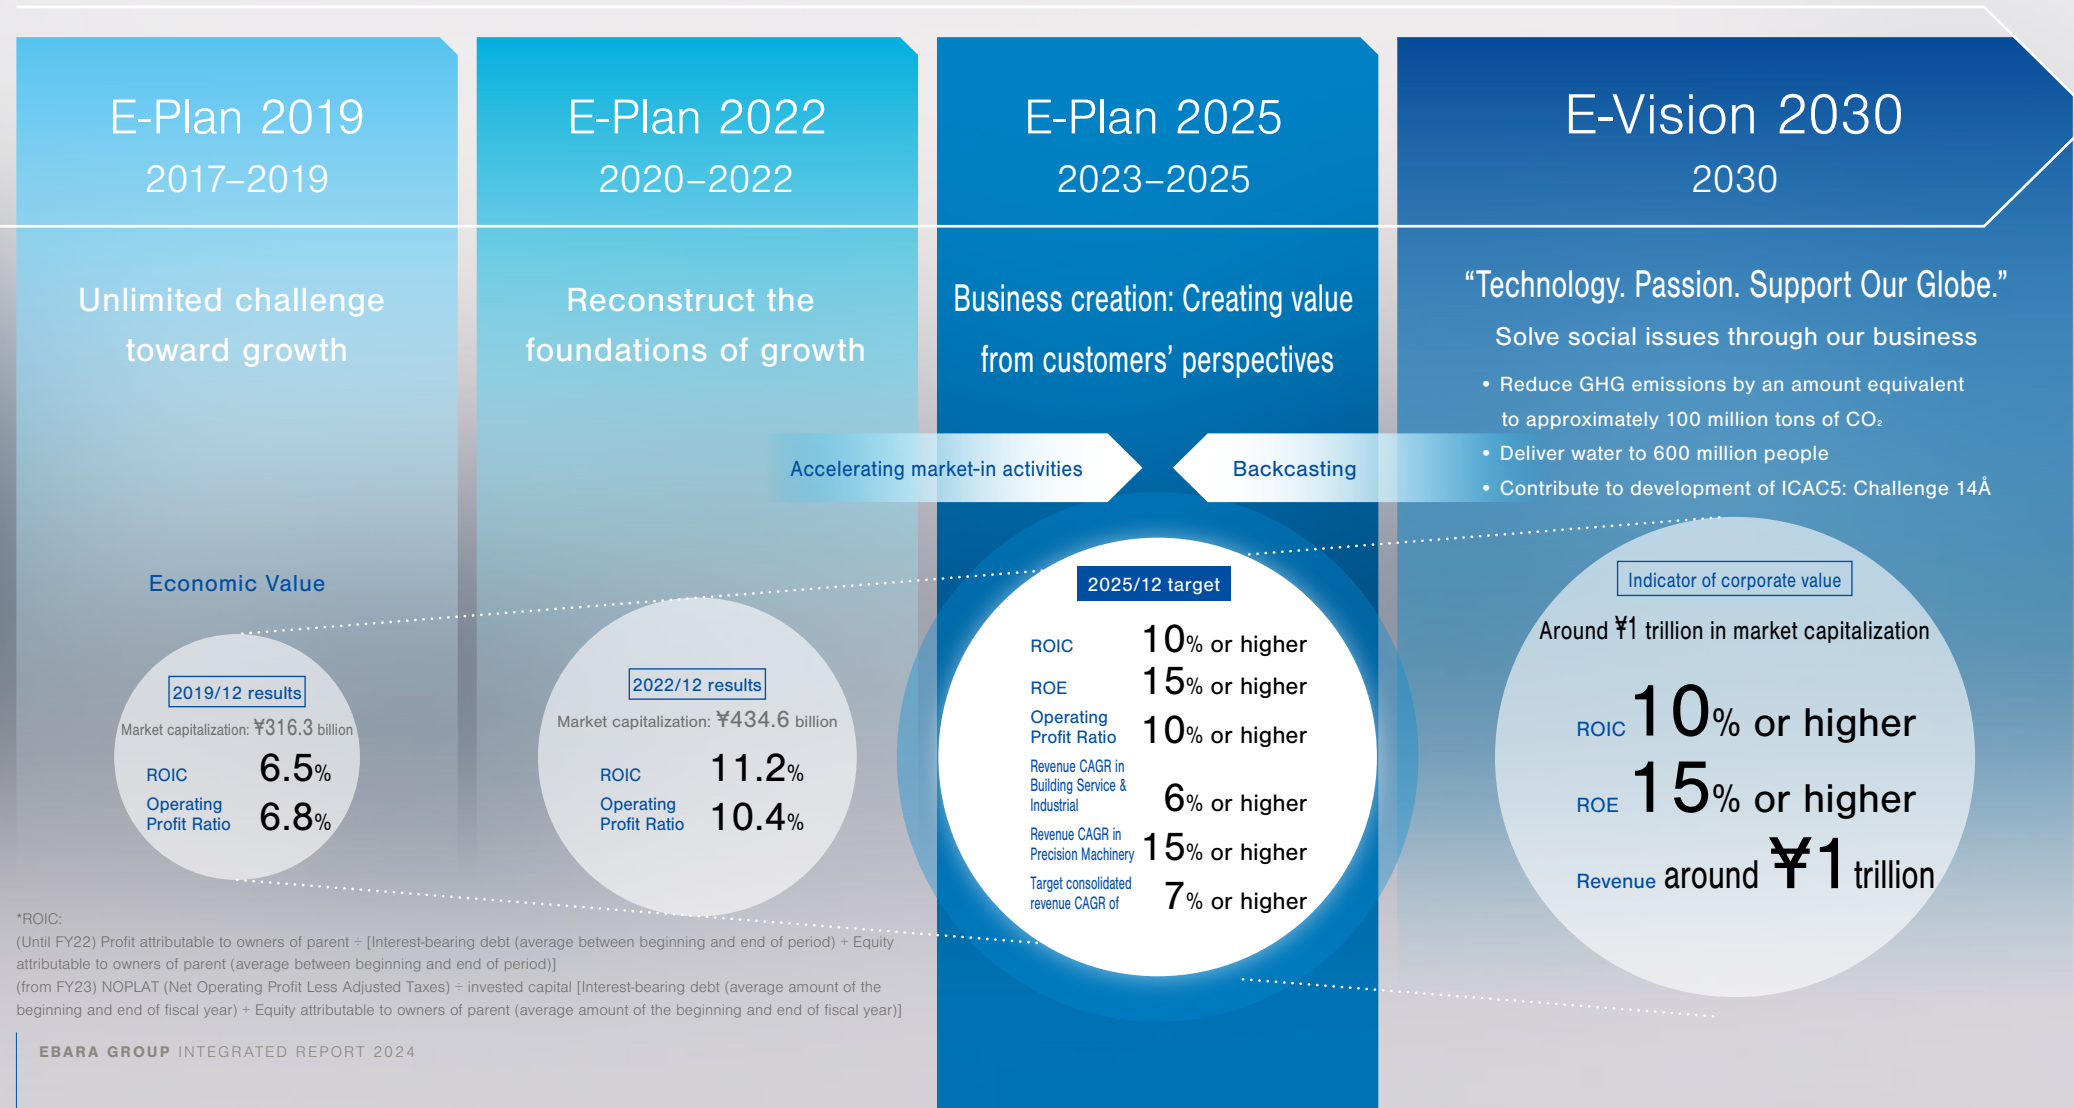 E-Plan 2019
2017–2019
Unlimited challenge
toward growth
Economic Value
2019/12 results
Market capitalization: ¥316.3 billion
ROIC 6.5%
Operating
Profit Ratio 6.8%
E-Plan 2022
2020–2022
Reconstruct the
foundations of growth
2022/12 results
Market capitalization: ¥434.6 billion
ROIC 11.2%
Operating
Profit Ratio 10.4%
E-Plan 2025
2023–2025
Business creation: Creating value
from customers’ perspectives
Accelerating market-in activities
Backcasting
2025/12 target
ROIC 10% or higher
ROE 15% or higher
Operating
Profit Ratio 10% or higher
Revenue CAGR in
Building Service &
Industrial 6% or higher
Revenue CAGR in
Precision Machinery 15% or higher
Target consolidated
revenue CAGR of 7% or higher
E-Vision 2030
2030
“Technology. Passion. Support Our Globe.”
Solve social issues through our business
• Reduce GHG emissions by an amount equivalent
to approximately 100 million tons of CO₂
• Deliver water to 600 million people
• Contribute to development of ICAC5: Challenge 14Å
Indicator of corporate value
Around ¥1 trillion in market capitalization
ROIC 10% or higher
ROE 15% or higher
Revenue around ¥1 trillion
*ROIC:
(Until FY22) Profit attributable to owners of parent ÷ [Interest-bearing debt (average between beginning and end of period) + Equity
attributable to owners of parent (average between beginning and end of period)]
(from FY23) NOPLAT (Net Operating Profit Less Adjusted Taxes) ÷ invested capital [Interest-bearing debt (average amount of the
beginning and end of fiscal year) + Equity attributable to owners of parent (average amount of the beginning and end of fiscal year)]
EBARA GROUP INTEGRATED REPORT 2024